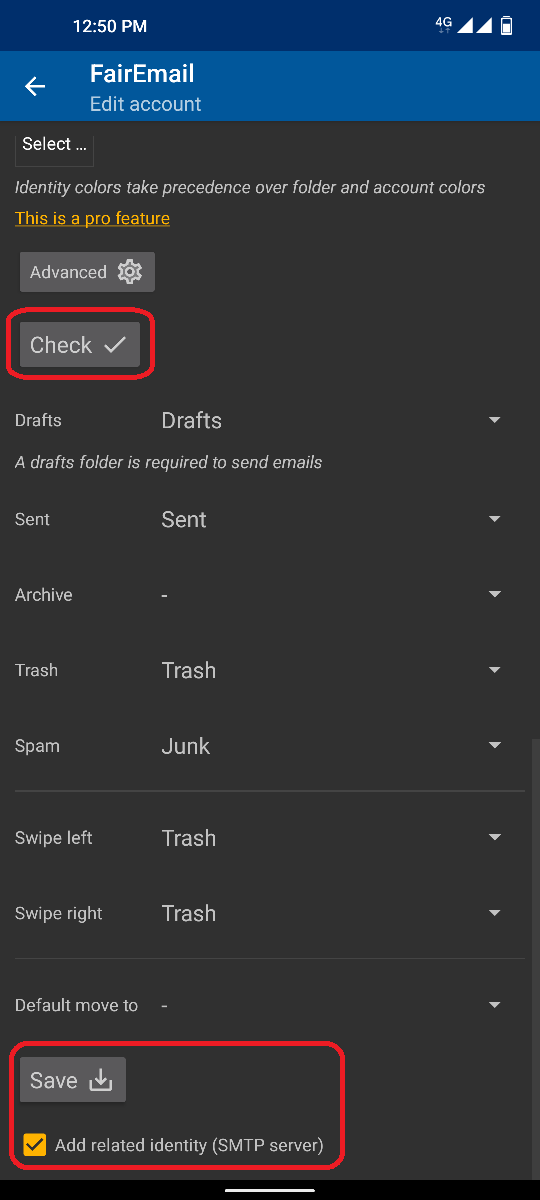 12:50 PM 4G
FairEmail
Edit account
Select ...
Identity colors take precedence over folder and account colors
This is a pro feature
Advanced
Check
Drafts Drafts
A drafts folder is required to send emails
Sent Sent
Archive -
Trash Trash
Spam Junk
Swipe left Trash
Swipe right Trash
Default move to -
Save
Add related identity (SMTP server)